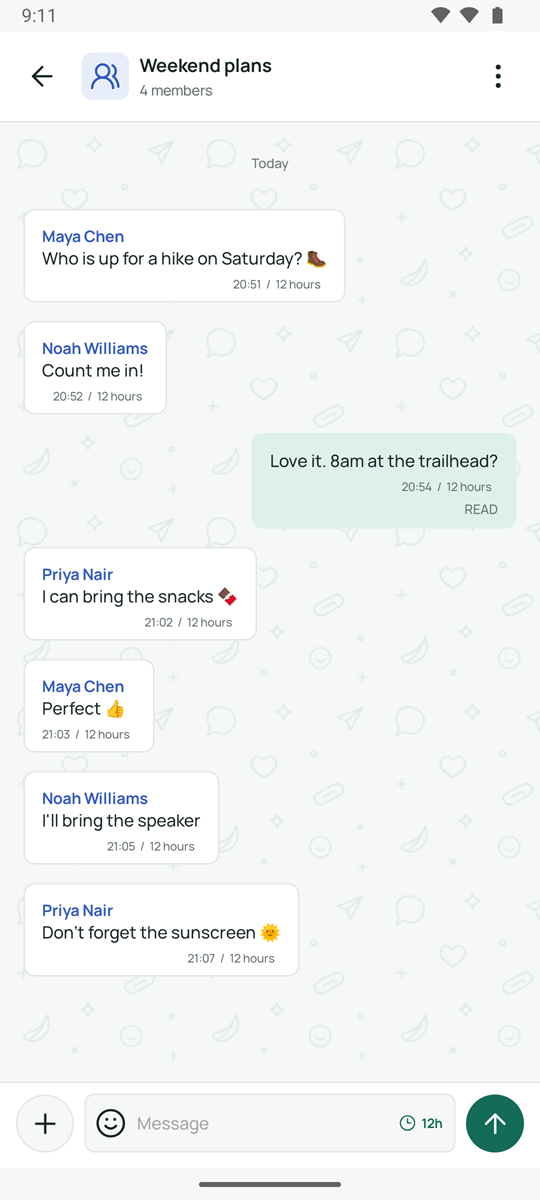 9:11
Weekend plans
4 members
Today
Maya Chen
Who is up for a hike on Saturday? 🥾
20:51 / 12 hours
Noah Williams
Count me in!
20:52 / 12 hours
Love it. 8am at the trailhead?
20:54 / 12 hours
READ
Priya Nair
I can bring the snacks 🍫
21:02 / 12 hours
Maya Chen
Perfect 👍
21:03 / 12 hours
Noah Williams
I'll bring the speaker
21:05 / 12 hours
Priya Nair
Don't forget the sunscreen 🌞
21:07 / 12 hours
Message
12h